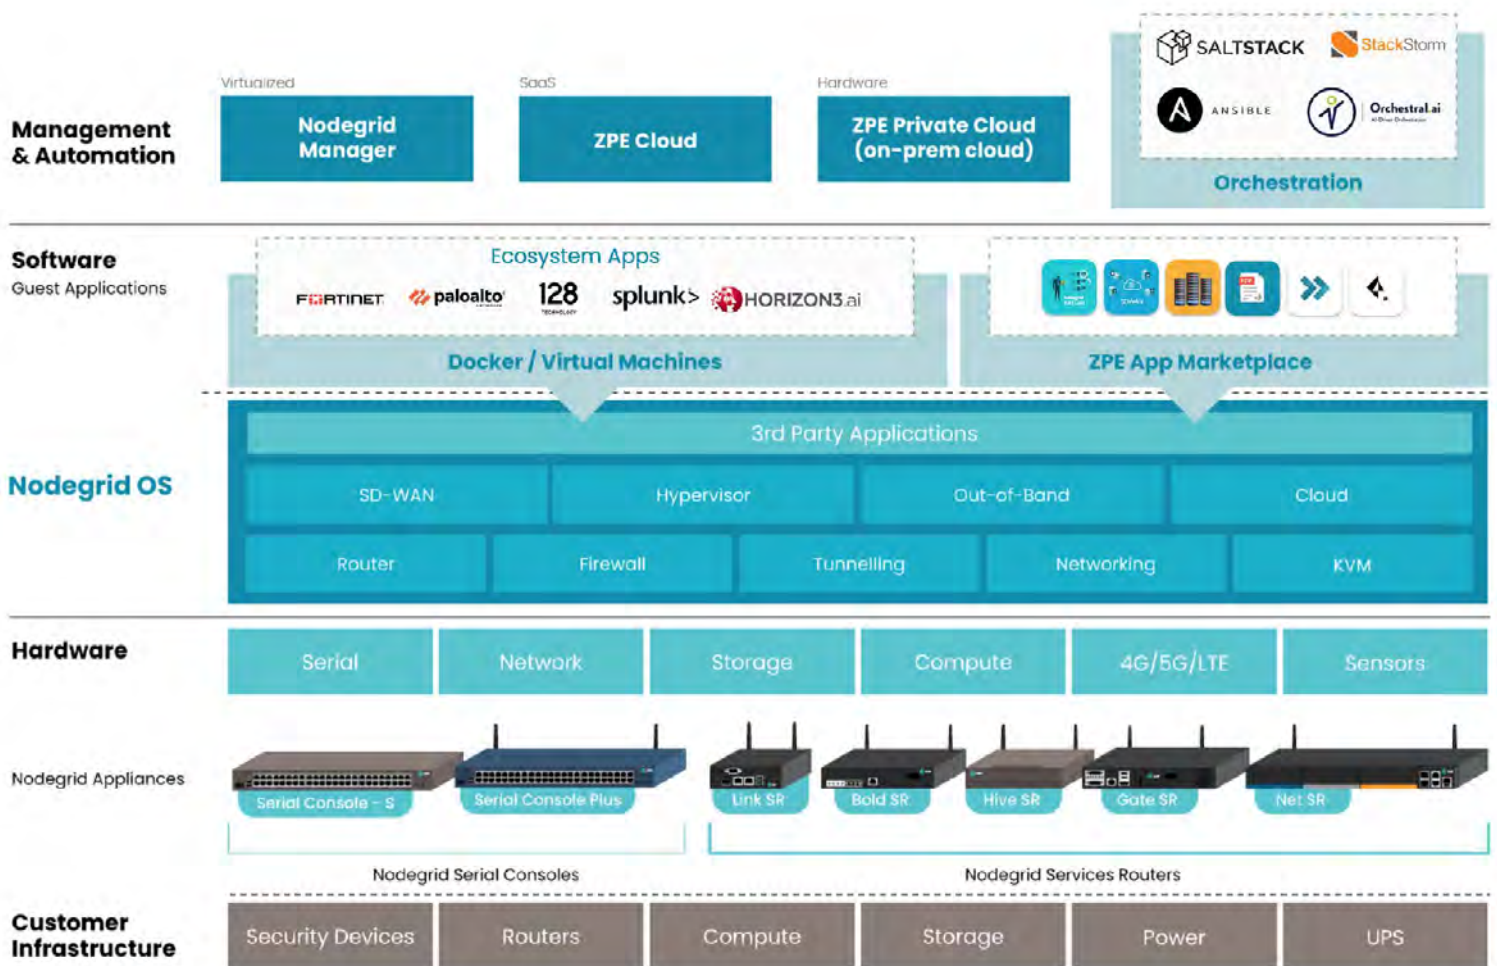 SALTSTACK
StackStorm
Virtualized
SaaS
Hardware
Management
& Automation
Nodegrid
Manager
ZPE Cloud
ZPE Private Cloud
(on-prem cloud)
ANSIBLE
Orchestral.ai
Orchestration
Software
Guest Applications
Ecosystem Apps
FORTINET
paloalto
128
TECHNOLOGY
splunk>
HORIZON3.ai
PDF
Docker / Virtual Machines
ZPE App Marketplace
Nodegrid OS
3rd Party Applications
SD-WAN
Hypervisor
Out-of-Band
Cloud
Router
Firewall
Tunnelling
Networking
KVM
Hardware
Serial
Network
Storage
Compute
4G/5G/LTE
Sensors
Nodegrid Appliances
Serial Console - S
Serial Console Plus
Link SR
Bold SR
Hive SR
Gate SR
Net SR
Nodegrid Serial Consoles
Nodegrid Services Routers
Customer
Infrastructure
Security Devices
Routers
Compute
Storage
Power
UPS